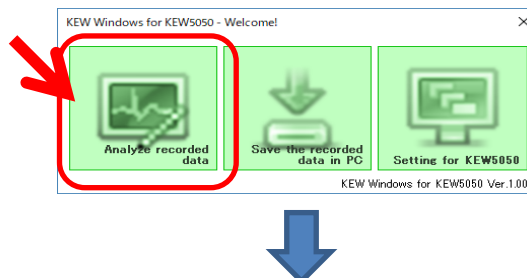 KEW Windows for KEW5050 - Welcome!
Analyze recorded
data
Save the recorded
data in PC
Setting for KEW5050
KEW Windows for KEW5050 Ver.1.00